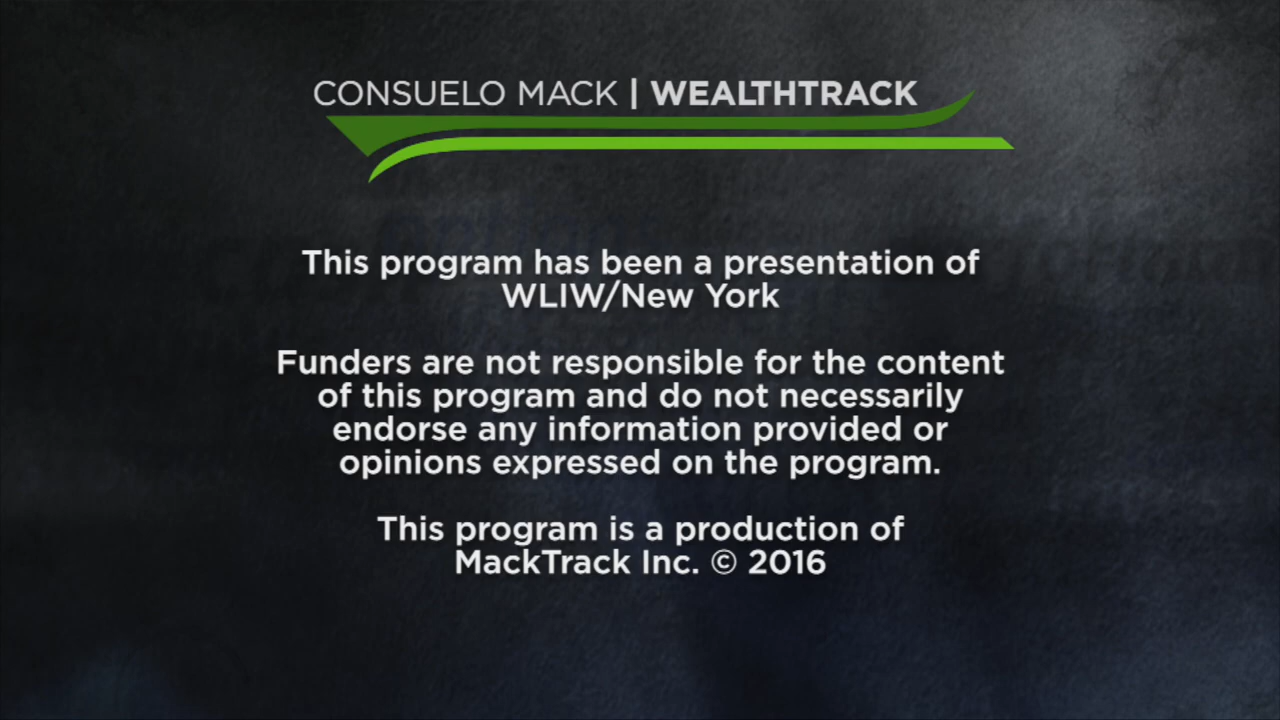 CONSUELO MACK | WEALTHTRACK
This program has been a presentation of
WLIW/New York
Funders are not responsible for the content
of this program and do not necessarily
endorse any information provided or
opinions expressed on the program.
This program is a production of
MackTrack Inc. © 2016